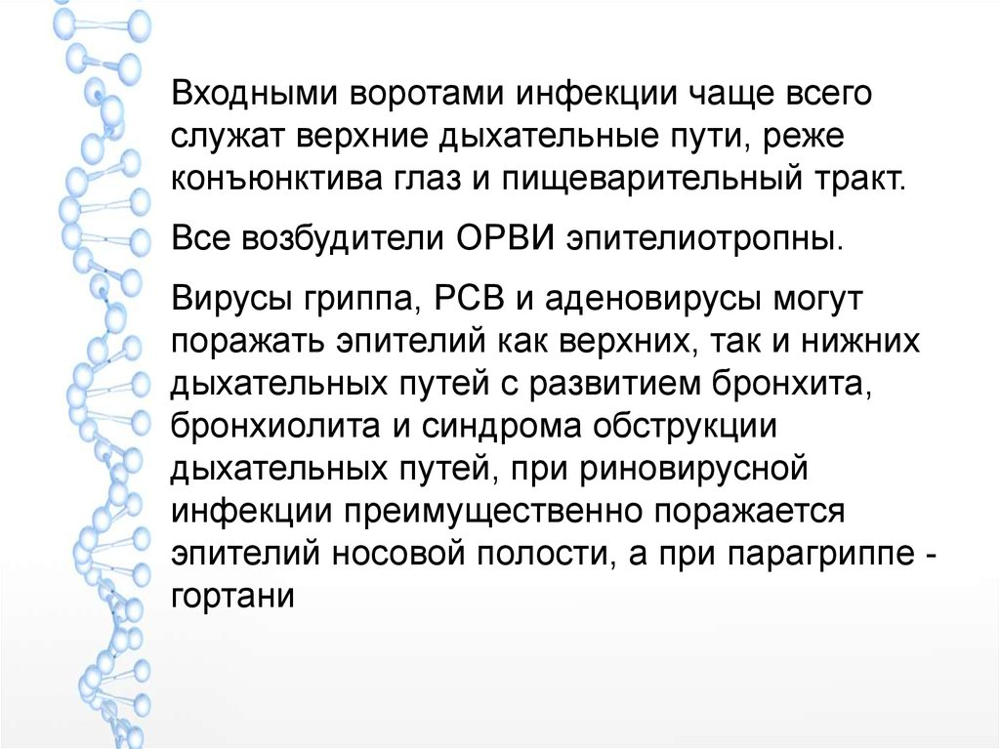 Входными воротами инфекции чаще всего
служат верхние дыхательные пути, реже
конъюнктива глаз и пищеварительный тракт.
Все возбудители ОРВИ эпителиотропны.
Вирусы гриппа, РСВ и аденовирусы могут
поражать эпителий как верхних, так и нижних
дыхательных путей с развитием бронхита,
бронхиолита и синдрома обструкции
дыхательных путей, при риновирусной
инфекции преимущественно поражается
эпителий носовой полости, а при парагриппе -
гортани